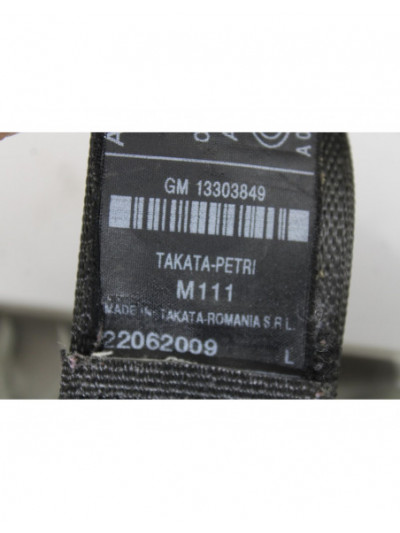 GM 13303849
TAKATA-PETRI
M111
MADE IN TAKATA-ROMANIA S.R.L.
22062009 L